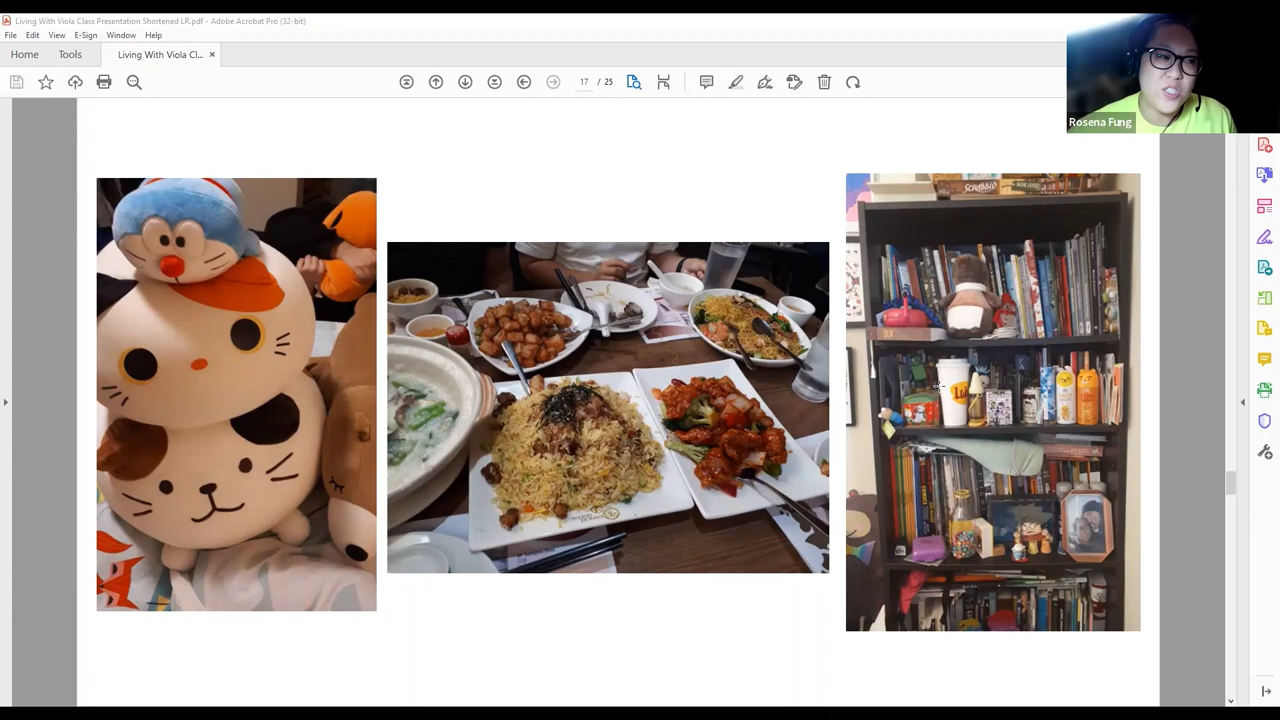 Living With Viola Class Presentation Shortened LR.pdf - Adobe Acrobat Pro (32-bit)
File Edit View E-Sign Window Help
Home Tools Living With Viola Cl... ×
17 / 25
Rosena Fung
SCRABBLE